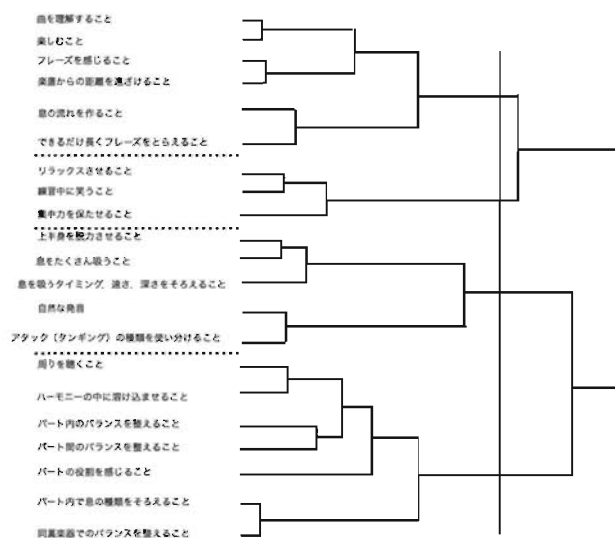 曲を理解すること
楽しむこと
フレーズを感じること
楽譜からの距離を遠ざけること
息の流れを作ること
できるだけ長くフレーズをとらえること
リラックスさせること
練習中に笑うこと
集中力を保たせること
上半身を脱力させること
息をたくさん吸うこと
息を吸うタイミング，速さ，深さをそろえること
自然な発音
アタック（タンギング）の種類を使い分けること
周りを聴くこと
ハーモニーの中に溶け込ませること
パート内のバランスを整えること
パート間のバランスを整えること
パートの役割を感じること
パート内で息の種類をそろえること
同属楽器でのバランスを整えること